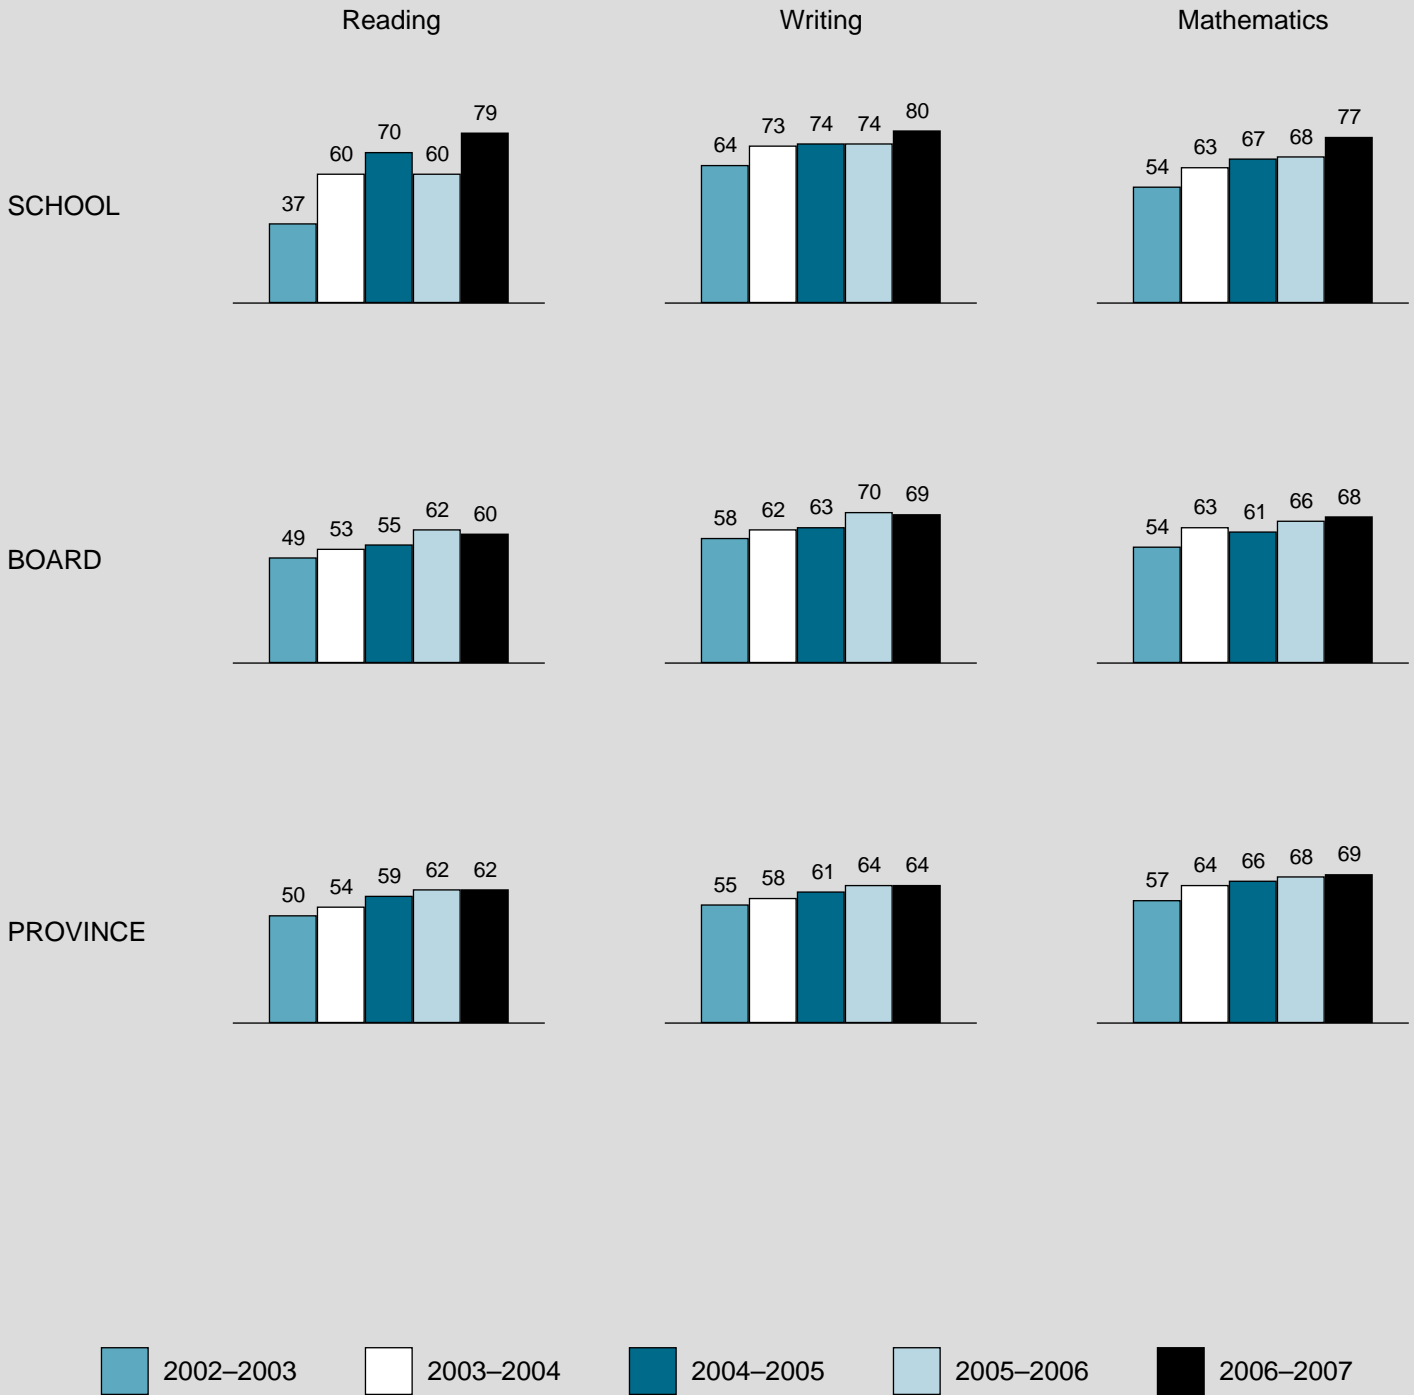 Reading Writing Mathematics
SCHOOL
37 60 70 60 79
64 73 74 74 80
54 63 67 68 77
BOARD
49 53 55 62 60
58 62 63 70 69
54 63 61 66 68
PROVINCE
50 54 59 62 62
55 58 61 64 64
57 64 66 68 69
2002–2003 2003–2004 2004–2005 2005–2006 2006–2007